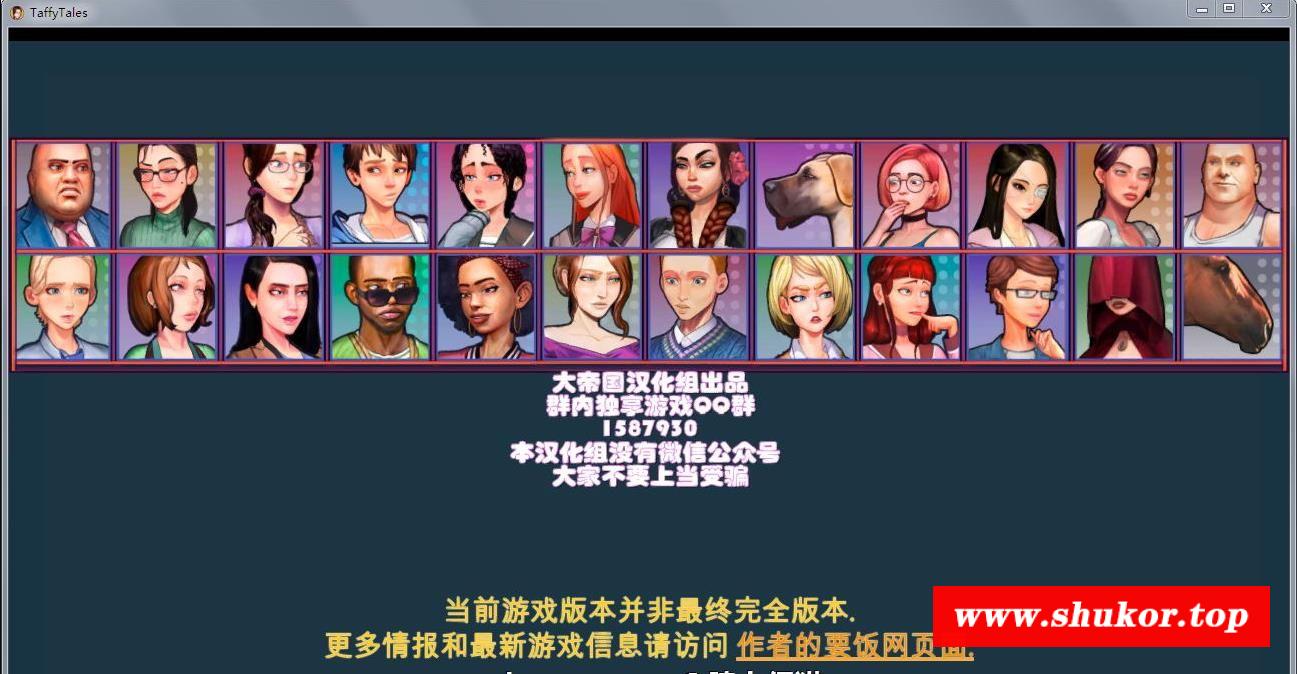 TaffyTales
大帝国汉化组出品
群内独享游戏QQ群
1587930
本汉化组没有微信公众号
大家不要上当受骗
当前游戏版本并非最终完全版本.
更多情报和最新游戏信息请访问 作者的要饭网页面.
www.shukor.top